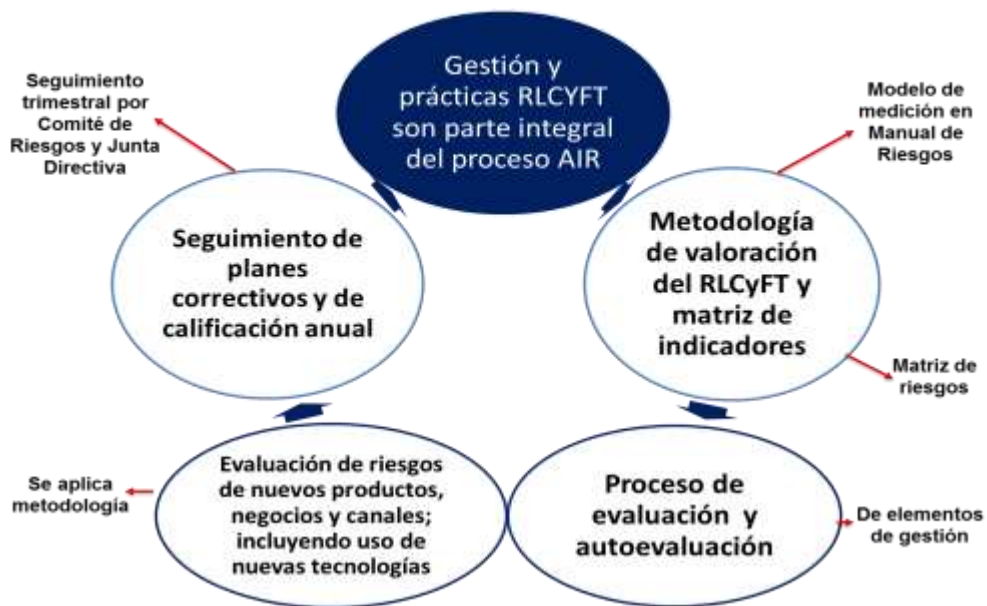 Gestión y
prácticas RLCYFT
son parte integral
del proceso AIR
Seguimiento
trimestral por
Comité de
Riesgos y Junta
Directiva
Modelo de
medición en
Manual de
Riesgos
Seguimiento de
planes
correctivos y de
calificación anual
Metodología
de valoración
del RLCyFT y
matriz de
indicadores
Matriz de
riesgos
Se aplica
metodología
Evaluación de riesgos
de nuevos productos,
negocios y canales;
incluyendo uso de
nuevas tecnologías
Proceso de
evaluación y
autoevaluación
De elementos
de gestión